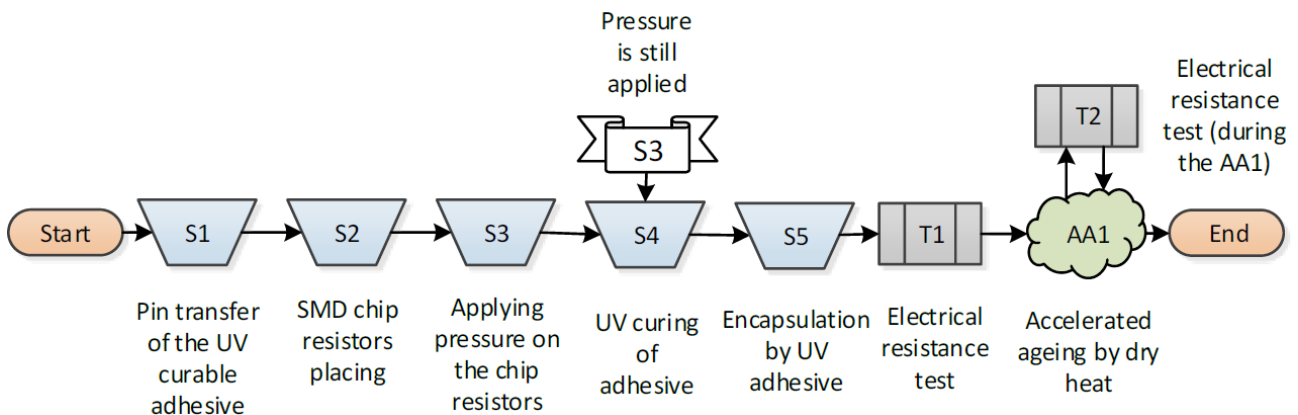 Pressure
is still
applied
S3
T2
Electrical
resistance
test (during
the AA1)
Start
S1
S2
S3
S4
S5
T1
AA1
End
Pin transfer
of the UV
curable
adhesive
SMD chip
resistors
placing
Applying
pressure on
the chip
resistors
UV curing
of
adhesive
Encapsulation
by UV
adhesive
Electrical
resistance
test
Accelerated
ageing by dry
heat